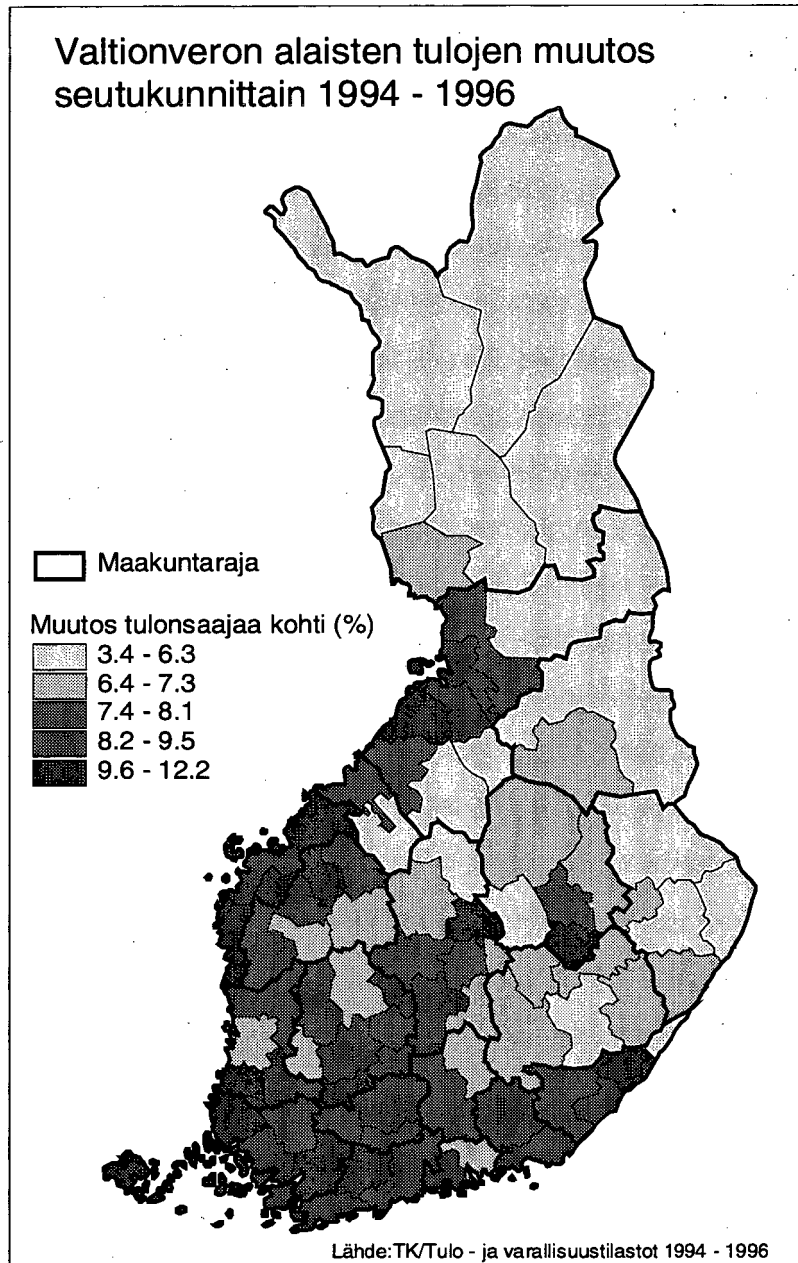 Valtionveron alaisten tulojen muutos
seutukunnittain 1994 - 1996
Maakuntaraja
Muutos tulonsaajaa kohti (%)
3.4 - 6.3
6.4 - 7.3
7.4 - 8.1
8.2 - 9.5
9.6 - 12.2
Lähde:TK/Tulo - ja varallisuustilastot 1994 - 1996